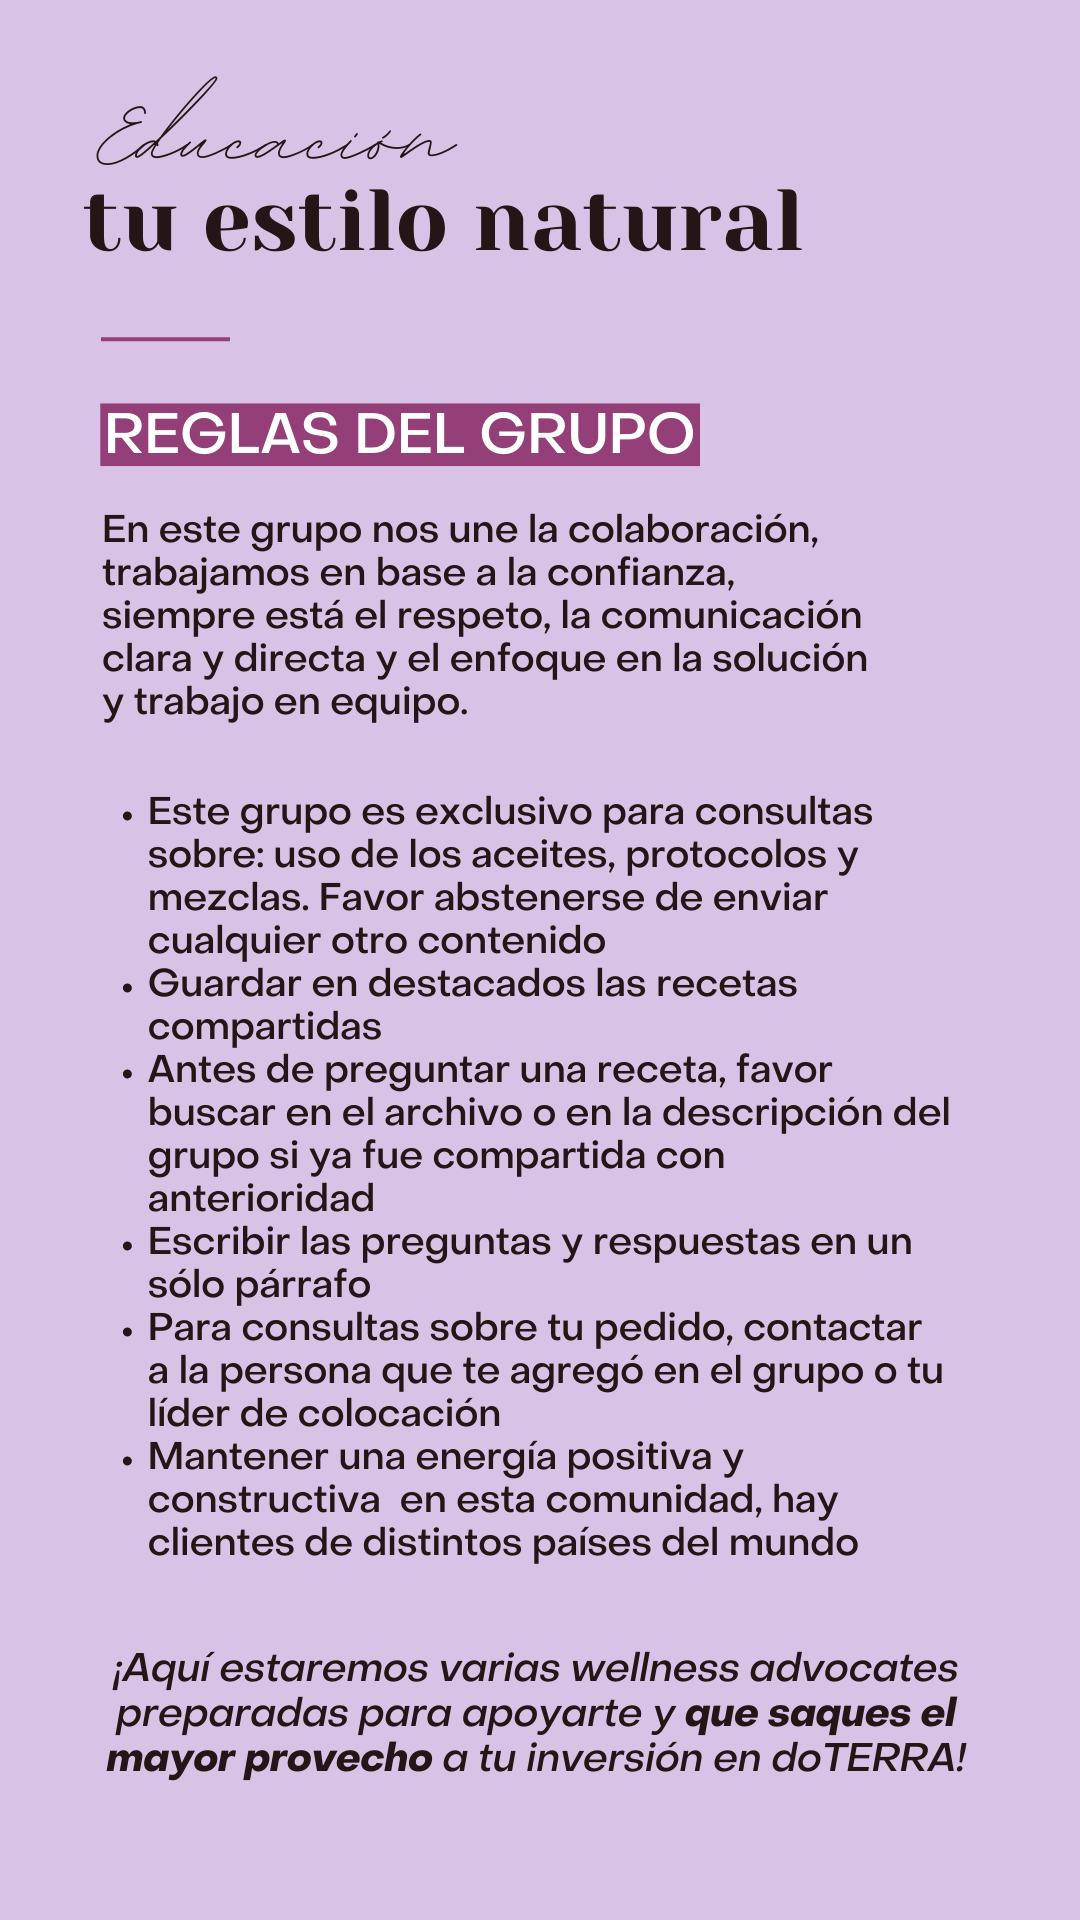 Educación
tu estilo natural
REGLAS DEL GRUPO
En este grupo nos une la colaboración,
trabajamos en base a la confianza,
siempre está el respeto, la comunicación
clara y directa y el enfoque en la solución
y trabajo en equipo.
• Este grupo es exclusivo para consultas
sobre: uso de los aceites, protocolos y
mezclas. Favor abstenerse de enviar
cualquier otro contenido
• Guardar en destacados las recetas
compartidas
• Antes de preguntar una receta, favor
buscar en el archivo o en la descripción del
grupo si ya fue compartida con
anterioridad
• Escribir las preguntas y respuestas en un
sólo párrafo
• Para consultas sobre tu pedido, contactar
a la persona que te agregó en el grupo o tu
líder de colocación
• Mantener una energía positiva y
constructiva  en esta comunidad, hay
clientes de distintos países del mundo
¡Aquí estaremos varias wellness advocates
preparadas para apoyarte y que saques el
mayor provecho a tu inversión en doTERRA!